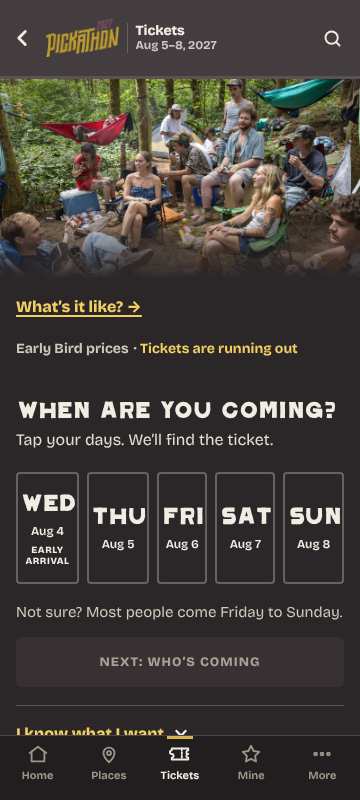 2027
PICKATHON
Tickets
Aug 5–8, 2027
What's it like? →
Early Bird prices · Tickets are running out
WHEN ARE YOU COMING?
Tap your days. We'll find the ticket.
WED
Aug 4
EARLY
ARRIVAL
THU
Aug 5
FRI
Aug 6
SAT
Aug 7
SUN
Aug 8
Not sure? Most people come Friday to Sunday.
NEXT: WHO'S COMING
I know what I want
Home
Places
Tickets
Mine
More